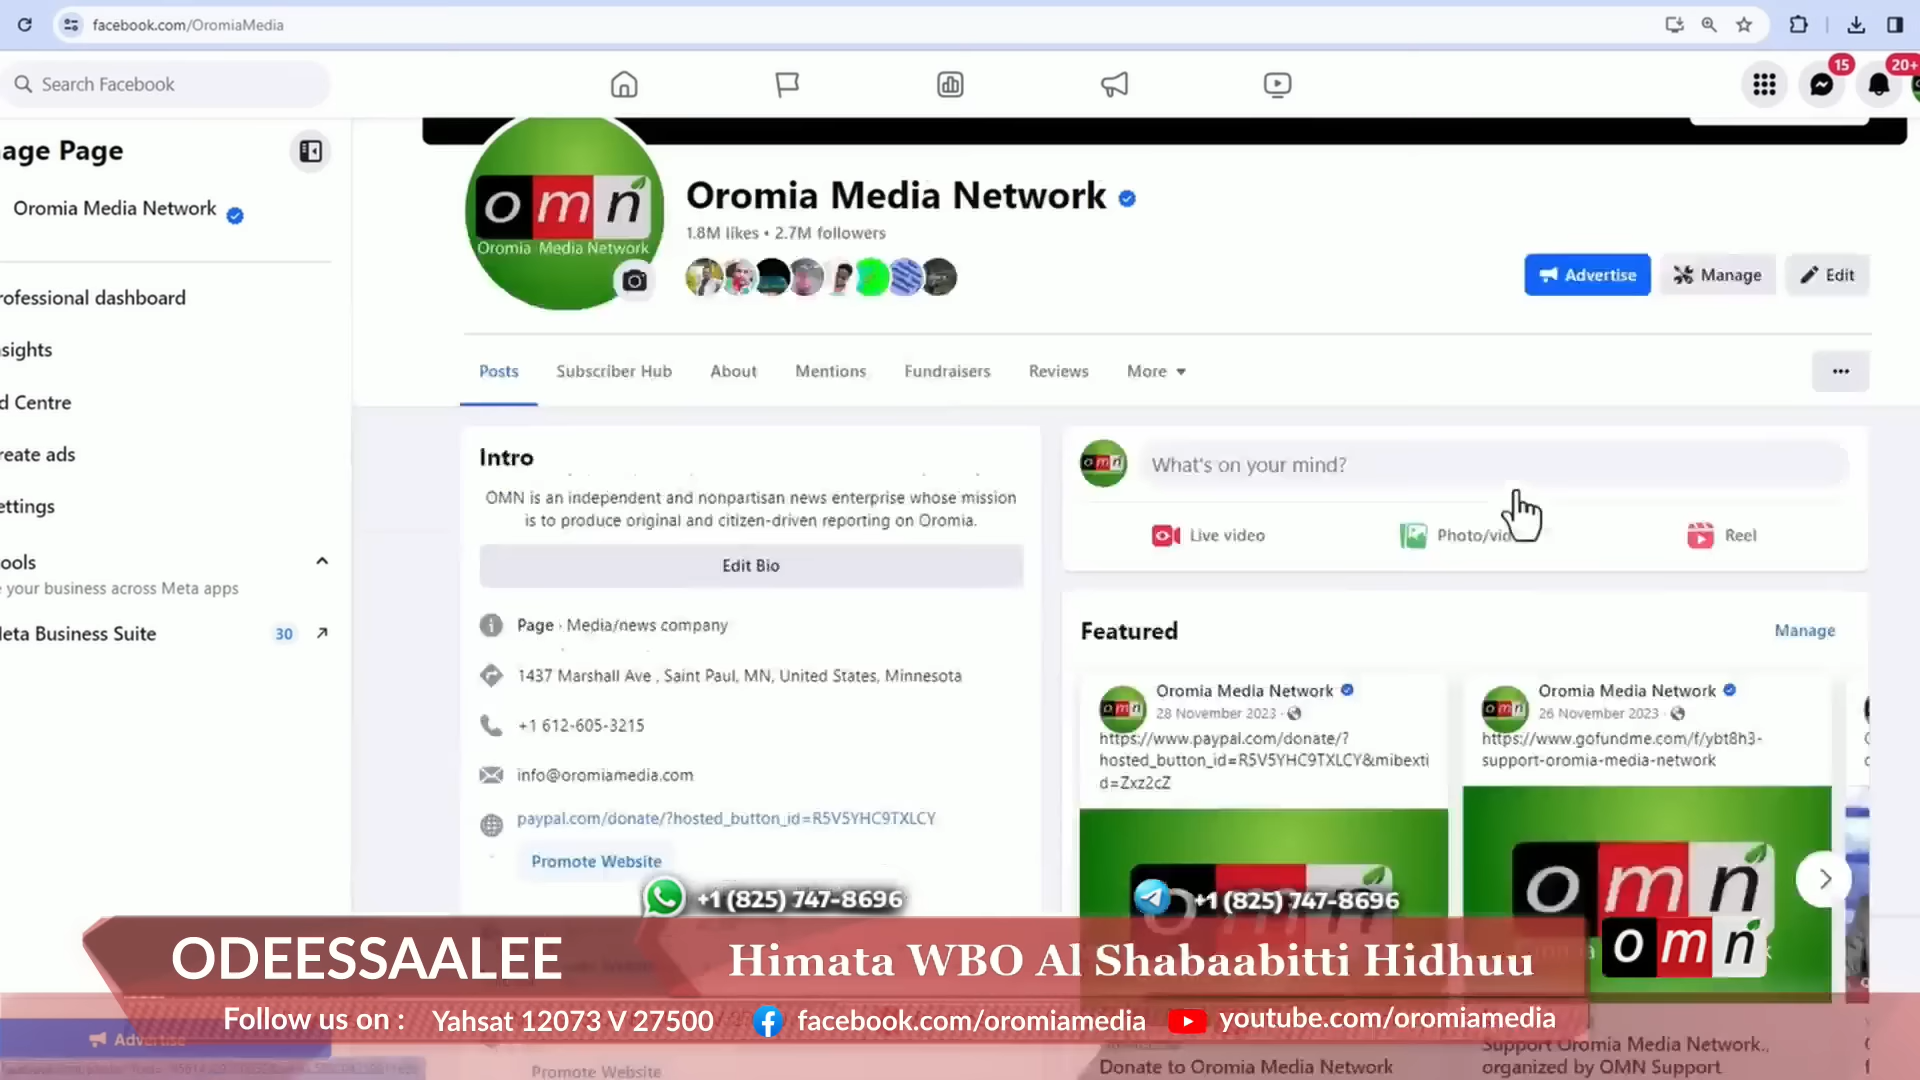 facebook.com/OromiaMedia
Search Facebook
15
20+
age Page
Oromia Media Network
rofessional dashboard
sights
d Centre
reate ads
ettings
ools
your business across Meta apps
leta Business Suite
30
Advertise
omn
Oromia Media Network
Oromia Media Network
1.8M likes • 2.7M followers
Advertise
Manage
Edit
Posts
Subscriber Hub
About
Mentions
Fundraisers
Reviews
More
Intro
OMN is an independent and nonpartisan news enterprise whose mission
is to produce original and citizen-driven reporting on Oromia.
Edit Bio
Page · Media/news company
1437 Marshall Ave , Saint Paul, MN, United States, Minnesota
+1 612-605-3215
info@oromiamedia.com
paypal.com/donate/?hosted_button_id=R5V5YHC9TXLCY
Promote Website
Promote Website
omn
What's on your mind?
Live video
Photo/vid
Reel
Featured
Manage
omn
Oromia Media Network
28 November 2023
https://www.paypal.com/donate/?
hosted_button_id=R5V5YHC9TXLCY&mibexti
d=Zxz2cZ
omn
Donate to Oromia Media Network
omn
Oromia Media Network
26 November 2023
https://www.gofundme.com/f/ybt8h3-
support-oromia-media-network
omn
Support Oromia Media Network.,
organized by OMN Support
+1 (825) 747-8696
+1 (825) 747-8696
ODEESSAALEE
Himata WBO Al Shabaabitti Hidhuu
omn
Follow us on :
Yahsat 12073 V 27500
facebook.com/oromiamedia
youtube.com/oromiamedia